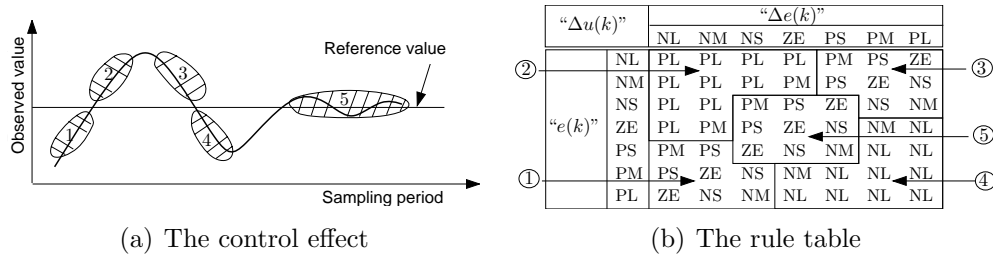 Observed value
1
2
3
4
5
Reference value
Sampling period
(a) The control effect
“Δu(k)” “Δe(k)”
NL NM NS ZE PS PM PL
“e(k)”
NL PL PL PL PL PM PS ZE
NM PL PL PL PM PS ZE NS
NS PL PL PM PS ZE NS NM
ZE PL PM PS ZE NS NM NL
PS PM PS ZE NS NM NL NL
PM PS ZE NS NM NL NL NL
PL ZE NS NM NL NL NL NL
②
①
③
⑤
④
(b) The rule table